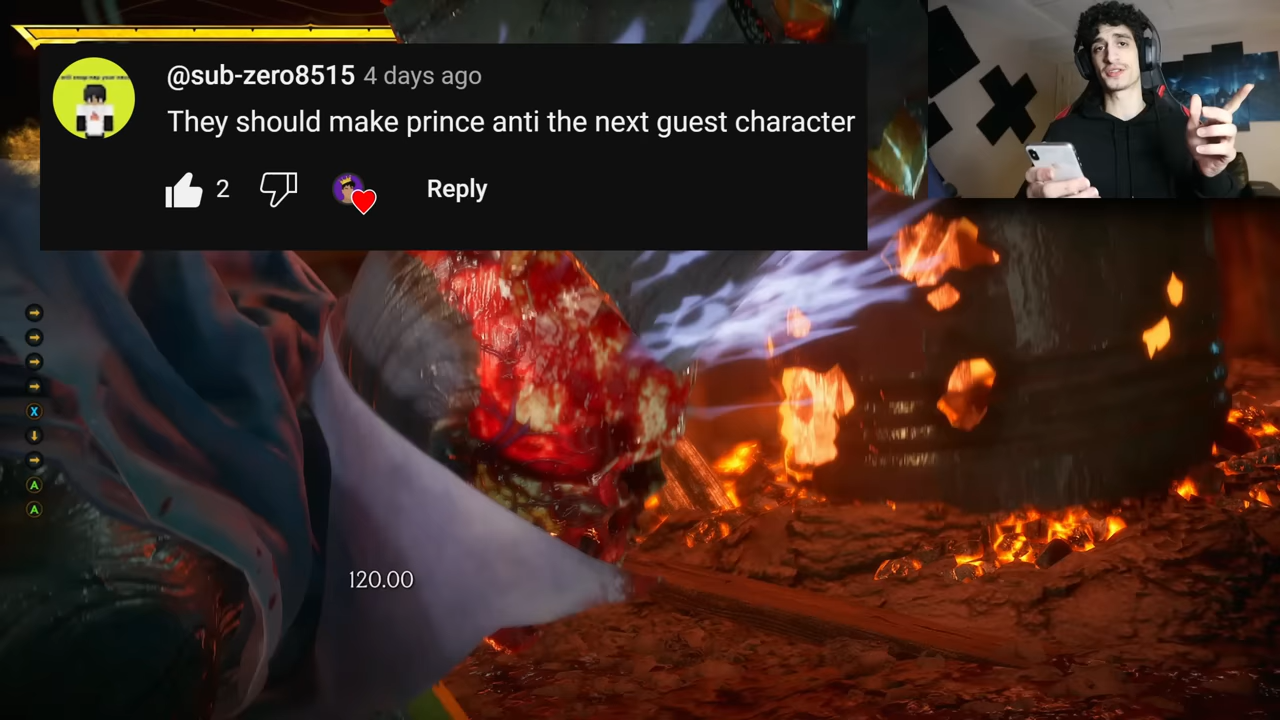 @sub-zero8515 4 days ago
They should make prince anti the next guest character
2
Reply
X
A
A
120.00